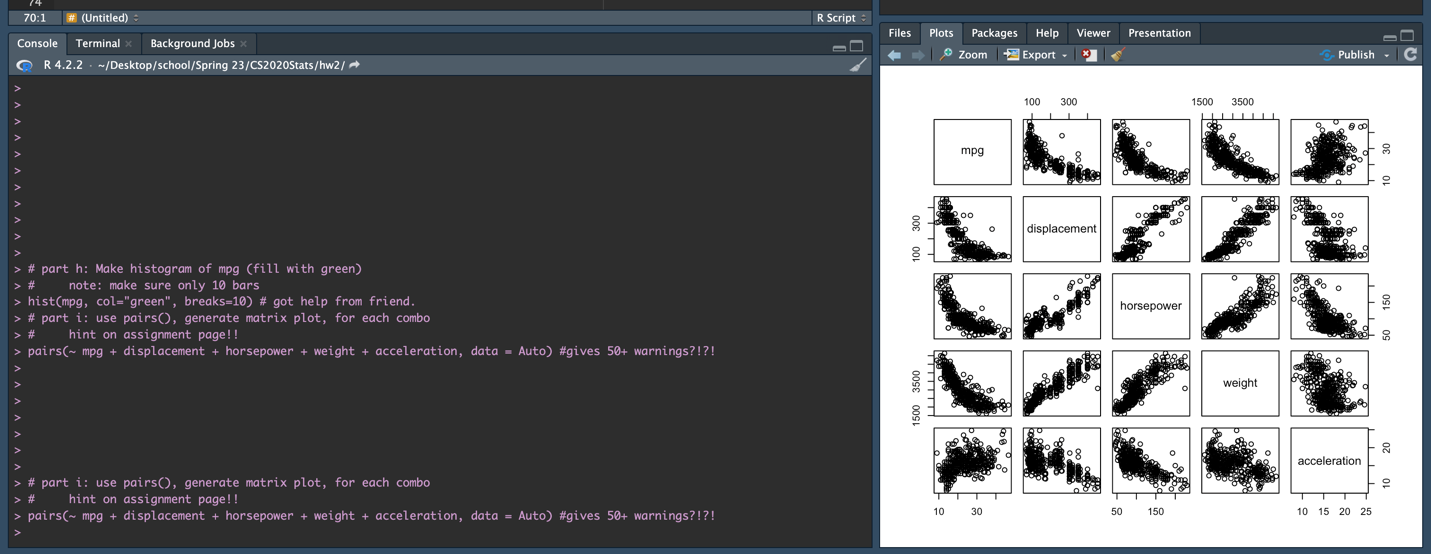 74
70:1 # (Untitled) R Script
Console Terminal Background Jobs
R 4.2.2 · ~/Desktop/school/Spring 23/CS2020Stats/hw2/
>
>
>
>
>
>
>
>
>
>
>
> # part h: Make histogram of mpg (fill with green)
> #     note: make sure only 10 bars
> hist(mpg, col="green", breaks=10) # got help from friend.
> # part i: use pairs(), generate matrix plot, for each combo
> #     hint on assignment page!!
> pairs(~ mpg + displacement + horsepower + weight + acceleration, data = Auto) #gives 50+ warnings?!?!
>
>
>
>
>
>
>
> # part i: use pairs(), generate matrix plot, for each combo
> #     hint on assignment page!!
> pairs(~ mpg + displacement + horsepower + weight + acceleration, data = Auto) #gives 50+ warnings?!?!
>
Files Plots Packages Help Viewer Presentation
Zoom Export Publish
100 300 1500 3500
mpg
10 30
displacement
100 300
horsepower
50 150
weight
1500 3500
acceleration
10 20
10 30 50 150 10 15 20 25